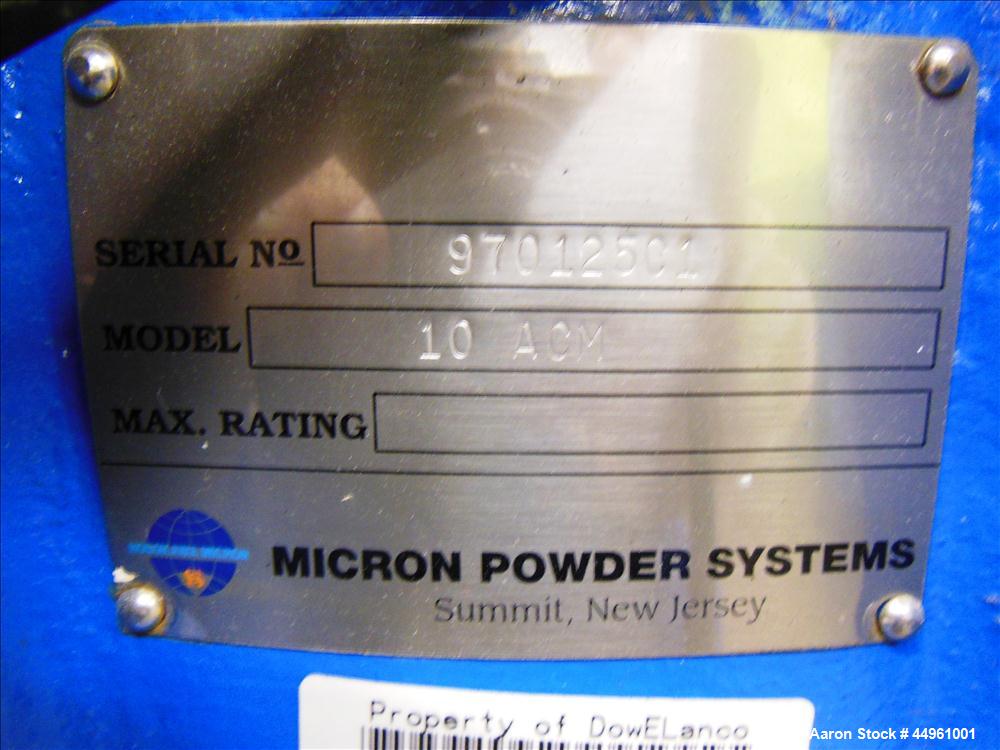 SERIAL Nº 970125C1
MODEL 10 ACM
MAX. RATING
MICRON POWDER SYSTEMS
Summit, New Jersey
Property of DowElanco
Aaron Stock # 44961001